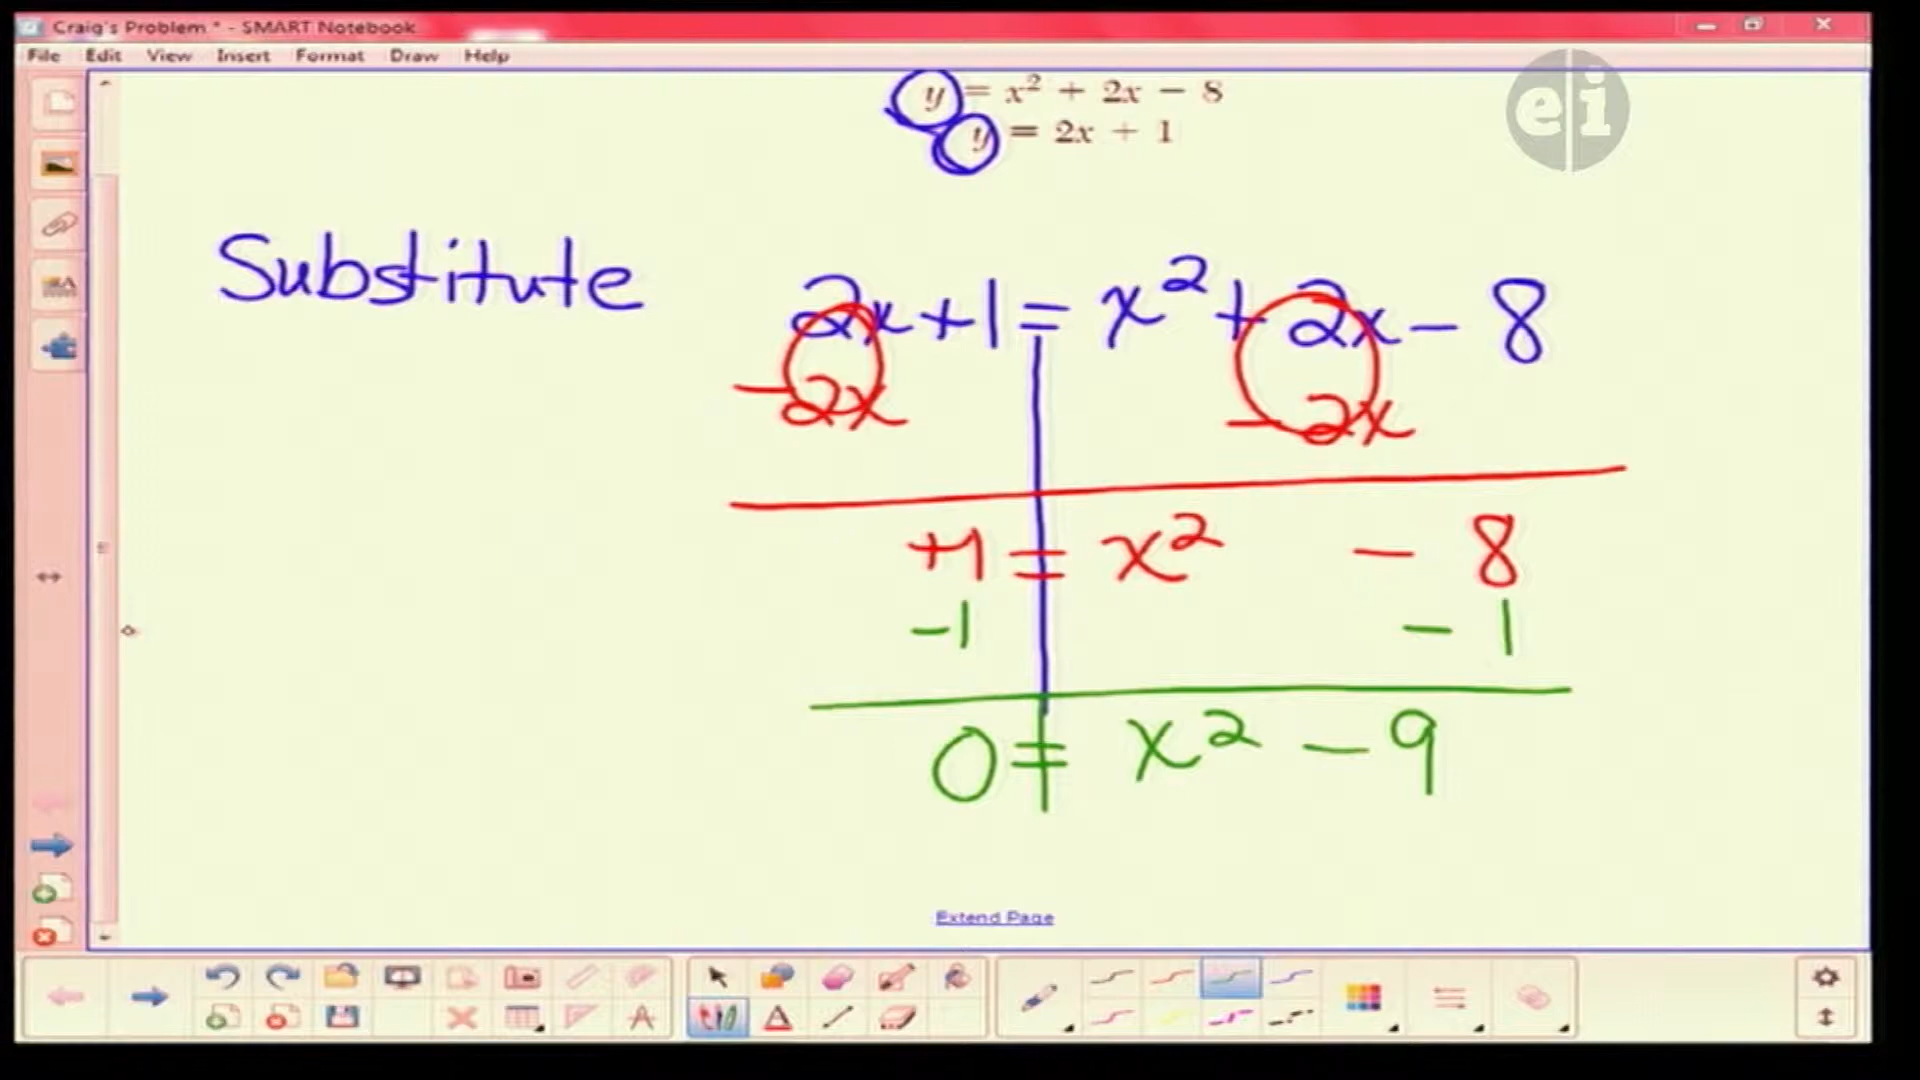 Craig's Problem * - SMART Notebook
File Edit View Insert Format Draw Help
ei
y = x² + 2x − 8
y = 2x + 1
Substitute
2x+1 = x²+2x−8
−2x −2x
+1 = x² − 8
−1 − 1
0 = x² − 9
Extend Page